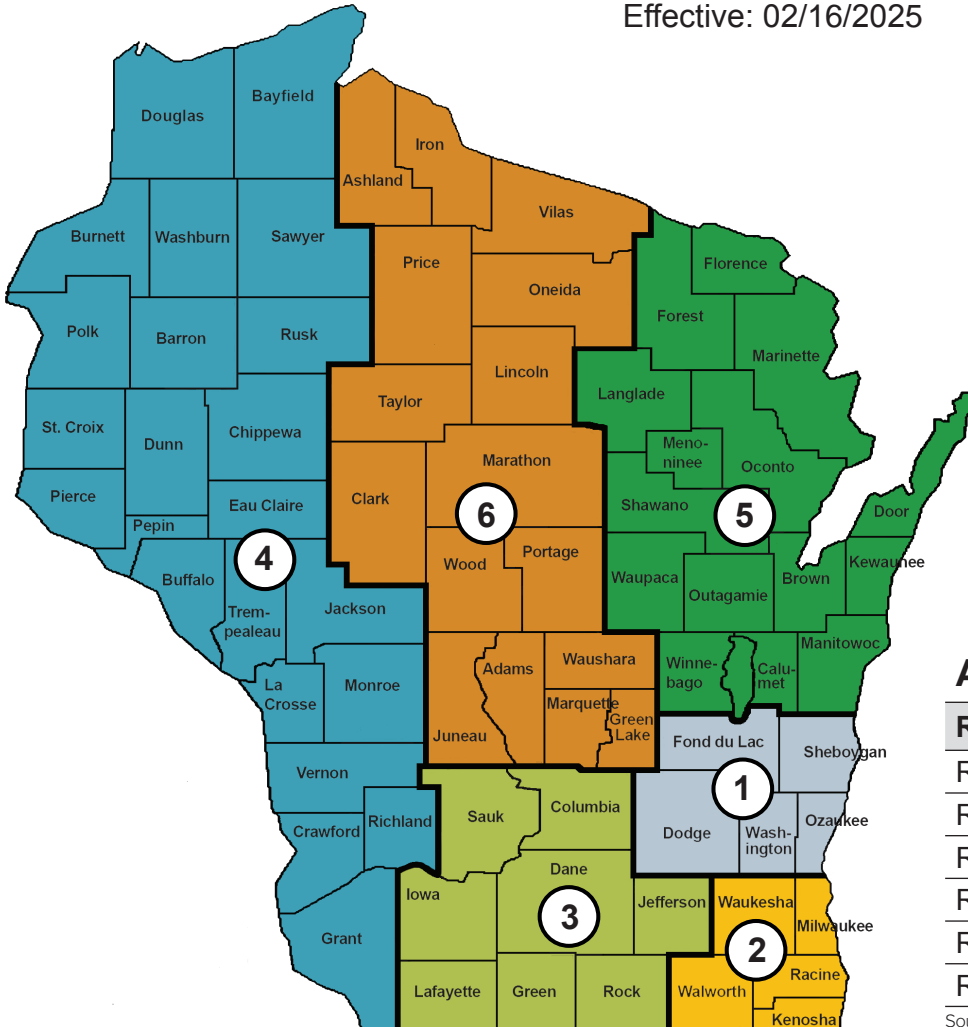 Effective: 02/16/2025
Bayfield
Douglas
Iron
Ashland
Vilas
Burnett
Washburn
Sawyer
Price
Florence
Oneida
Forest
Polk
Barron
Rusk
Marinette
Lincoln
Langlade
Taylor
St. Croix
Dunn
Chippewa
Meno-
ninee
Marathon
Oconto
Pierce
Clark
6
Eau Claire
Shawano
5
Door
Pepin
4
Wood
Portage
Kewaunee
Buffalo
Waupaca
Brown
Outagamie
Trem-
pealeau
Jackson
Manitowoc
Adams
Waushara
Winne-
bago
Calu-
met
La
Crosse
Monroe
Marquette
Green
Lake
A
Juneau
Fond du Lac
R
Sheboygan
Vernon
R
1
Columbia
Sauk
R
Richland
Ozaukee
Crawford
Dodge
Wash-
ington
R
Dane
Iowa
R
Jefferson
Waukesha
3
Milwaukee
Grant
R
2
R
Racine
Lafayette
Green
Rock
Walworth
Sou
Kenosha